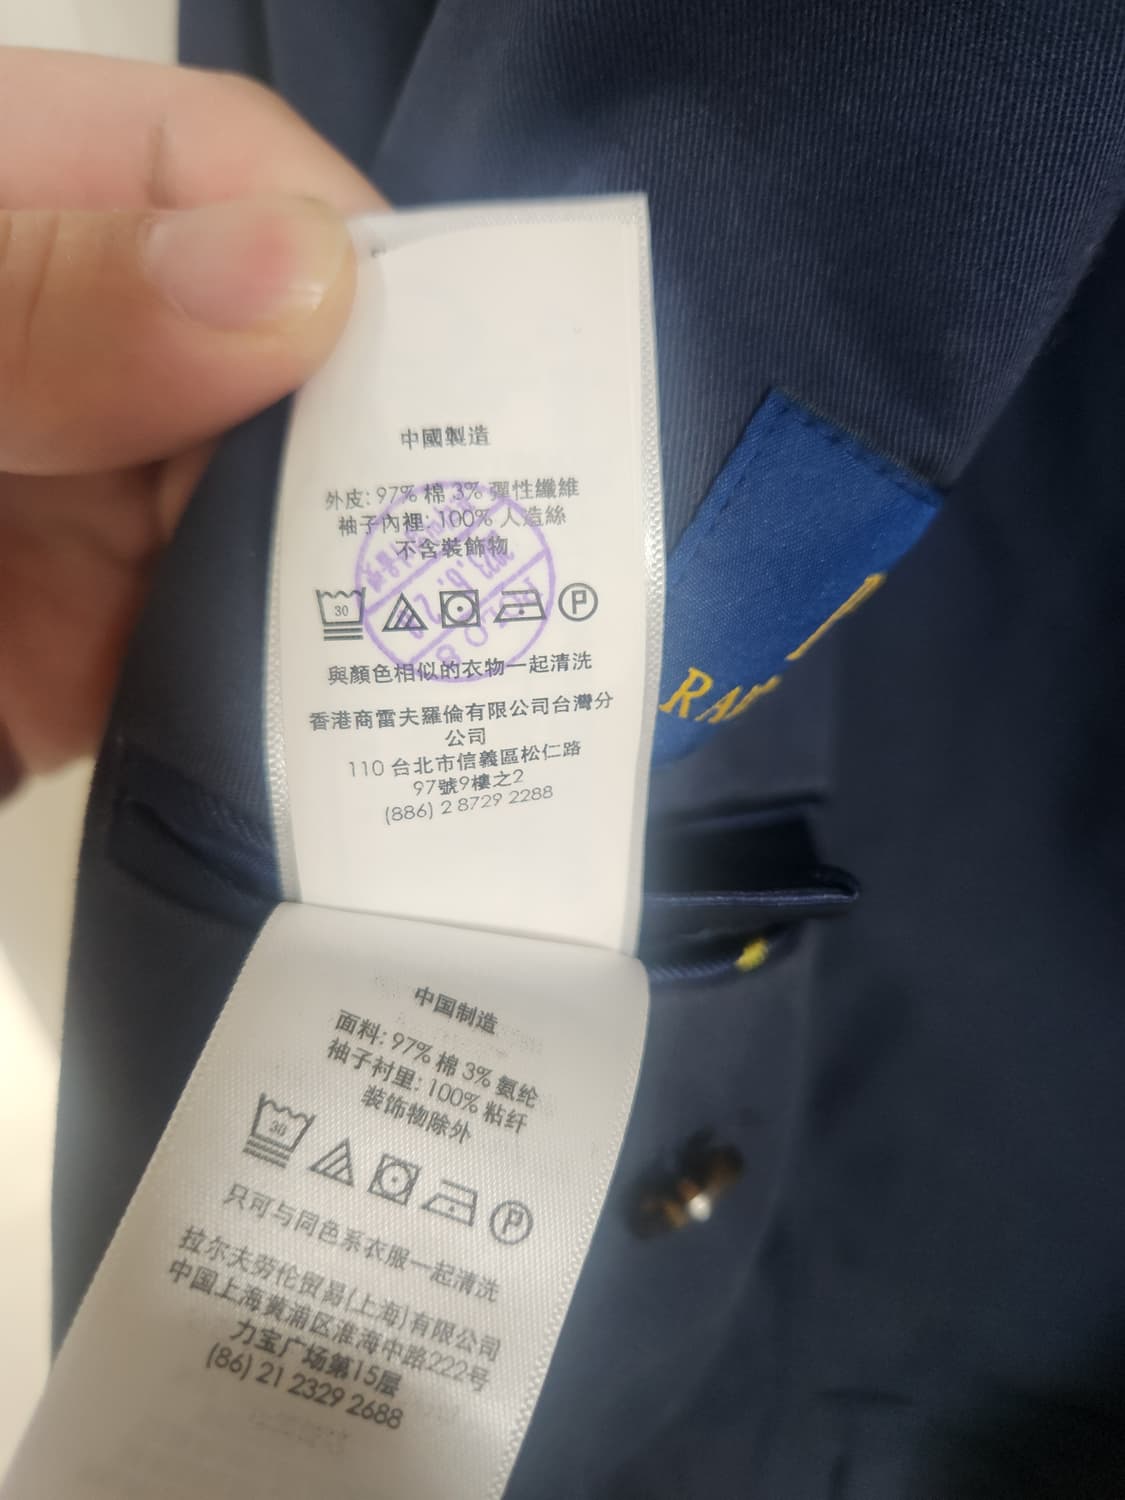 中國製造
外皮: 97% 棉 3% 彈性纖維
袖子內裡: 100% 人造絲
不含裝飾物
30
P
與顏色相似的衣物一起清洗
香港商雷夫羅倫有限公司台灣分
公司
110 台北市信義區松仁路
97號9樓之2
(886) 2 8729 2288
中国制造
面料: 97% 棉 3% 氨纶
袖子衬里: 100% 粘纤
装饰物除外
30
P
只可与同色系衣服一起清洗
拉尔夫劳伦贸易(上海)有限公司
中国上海黄浦区淮海中路222号
力宝广场第15层
(86) 21 2329 2688